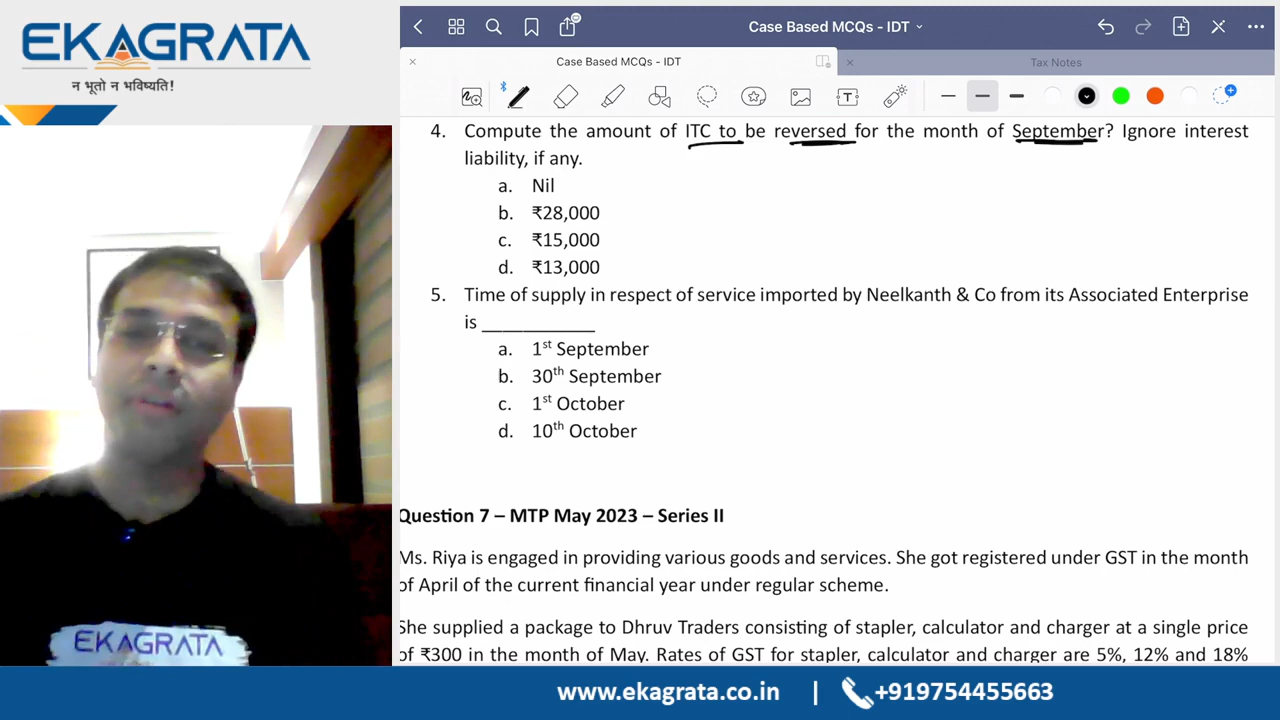 EKAGRATA
न भूतो न भविष्यति!
Case Based MCQs - IDT
Case Based MCQs - IDT
Tax Notes
4. Compute the amount of ITC to be reversed for the month of September? Ignore interest
liability, if any.
a. Nil
b. ₹28,000
c. ₹15,000
d. ₹13,000
5. Time of supply in respect of service imported by Neelkanth & Co from its Associated Enterprise
is ___________
a. 1st September
b. 30th September
c. 1st October
d. 10th October
Question 7 – MTP May 2023 – Series II
Ms. Riya is engaged in providing various goods and services. She got registered under GST in the month
of April of the current financial year under regular scheme.
She supplied a package to Dhruv Traders consisting of stapler, calculator and charger at a single price
of ₹300 in the month of May. Rates of GST for stapler, calculator and charger are 5%, 12% and 18%
EKAGRATA
www.ekagrata.co.in | +919754455663